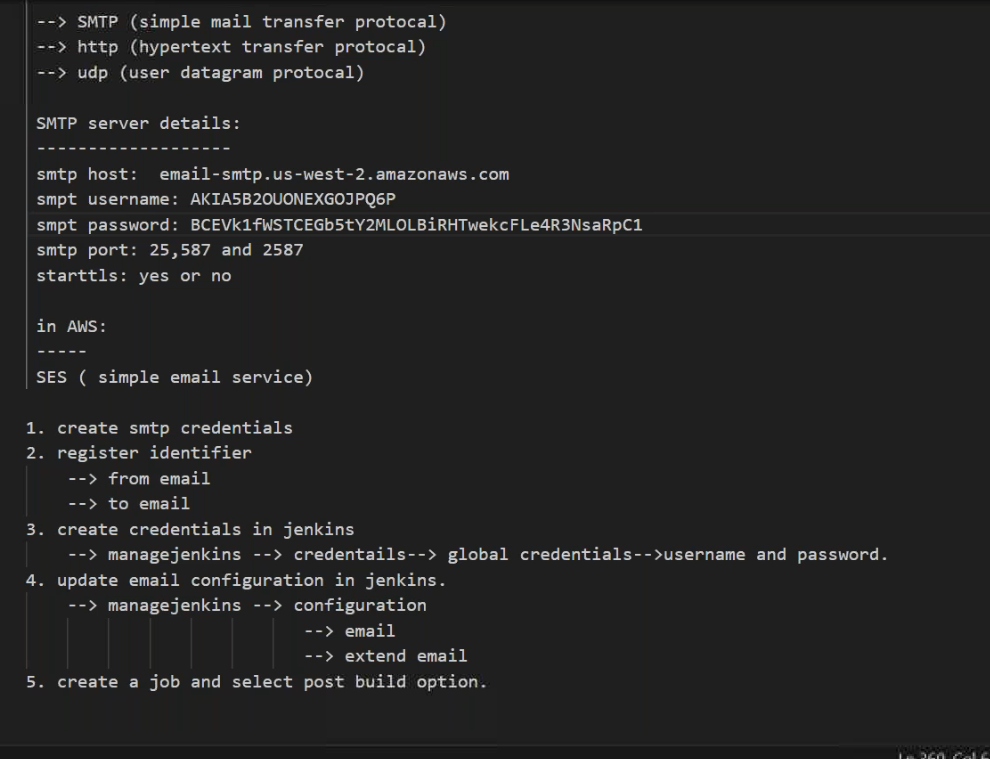 --> SMTP (simple mail transfer protocal)
--> http (hypertext transfer protocal)
--> udp (user datagram protocal)
SMTP server details:
-------------------
smtp host:  email-smtp.us-west-2.amazonaws.com
smpt username: AKIA5B2OUONEXGOJPQ6P
smpt password: BCEVk1fWSTCEGb5tY2MLOLBiRHTwekcFLe4R3NsaRpC1
smtp port: 25,587 and 2587
starttls: yes or no
in AWS:
-----
SES ( simple email service)
1. create smtp credentials
2. register identifier
--> from email
--> to email
3. create credentials in jenkins
--> managejenkins --> credentails--> global credentials-->username and password.
4. update email configuration in jenkins.
--> managejenkins --> configuration
--> email
--> extend email
5. create a job and select post build option.